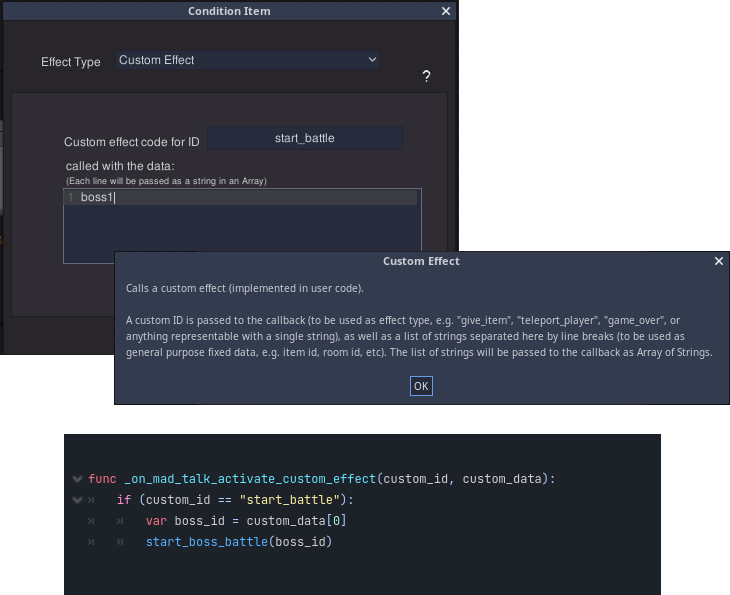 Condition Item
Effect Type Custom Effect
?
Custom effect code for ID start_battle
called with the data:
(Each line will be passed as a string in an Array)
1 boss1
Custom Effect
Calls a custom effect (implemented in user code).
A custom ID is passed to the callback (to be used as effect type, e.g. "give_item", "teleport_player", "game_over", or
anything representable with a single string), as well as a list of strings separated here by line breaks (to be used as
general purpose fixed data, e.g. item id, room id, etc). The list of strings will be passed to the callback as Array of Strings.
OK
func _on_mad_talk_activate_custom_effect(custom_id, custom_data):
if (custom_id == "start_battle"):
var boss_id = custom_data[0]
start_boss_battle(boss_id)